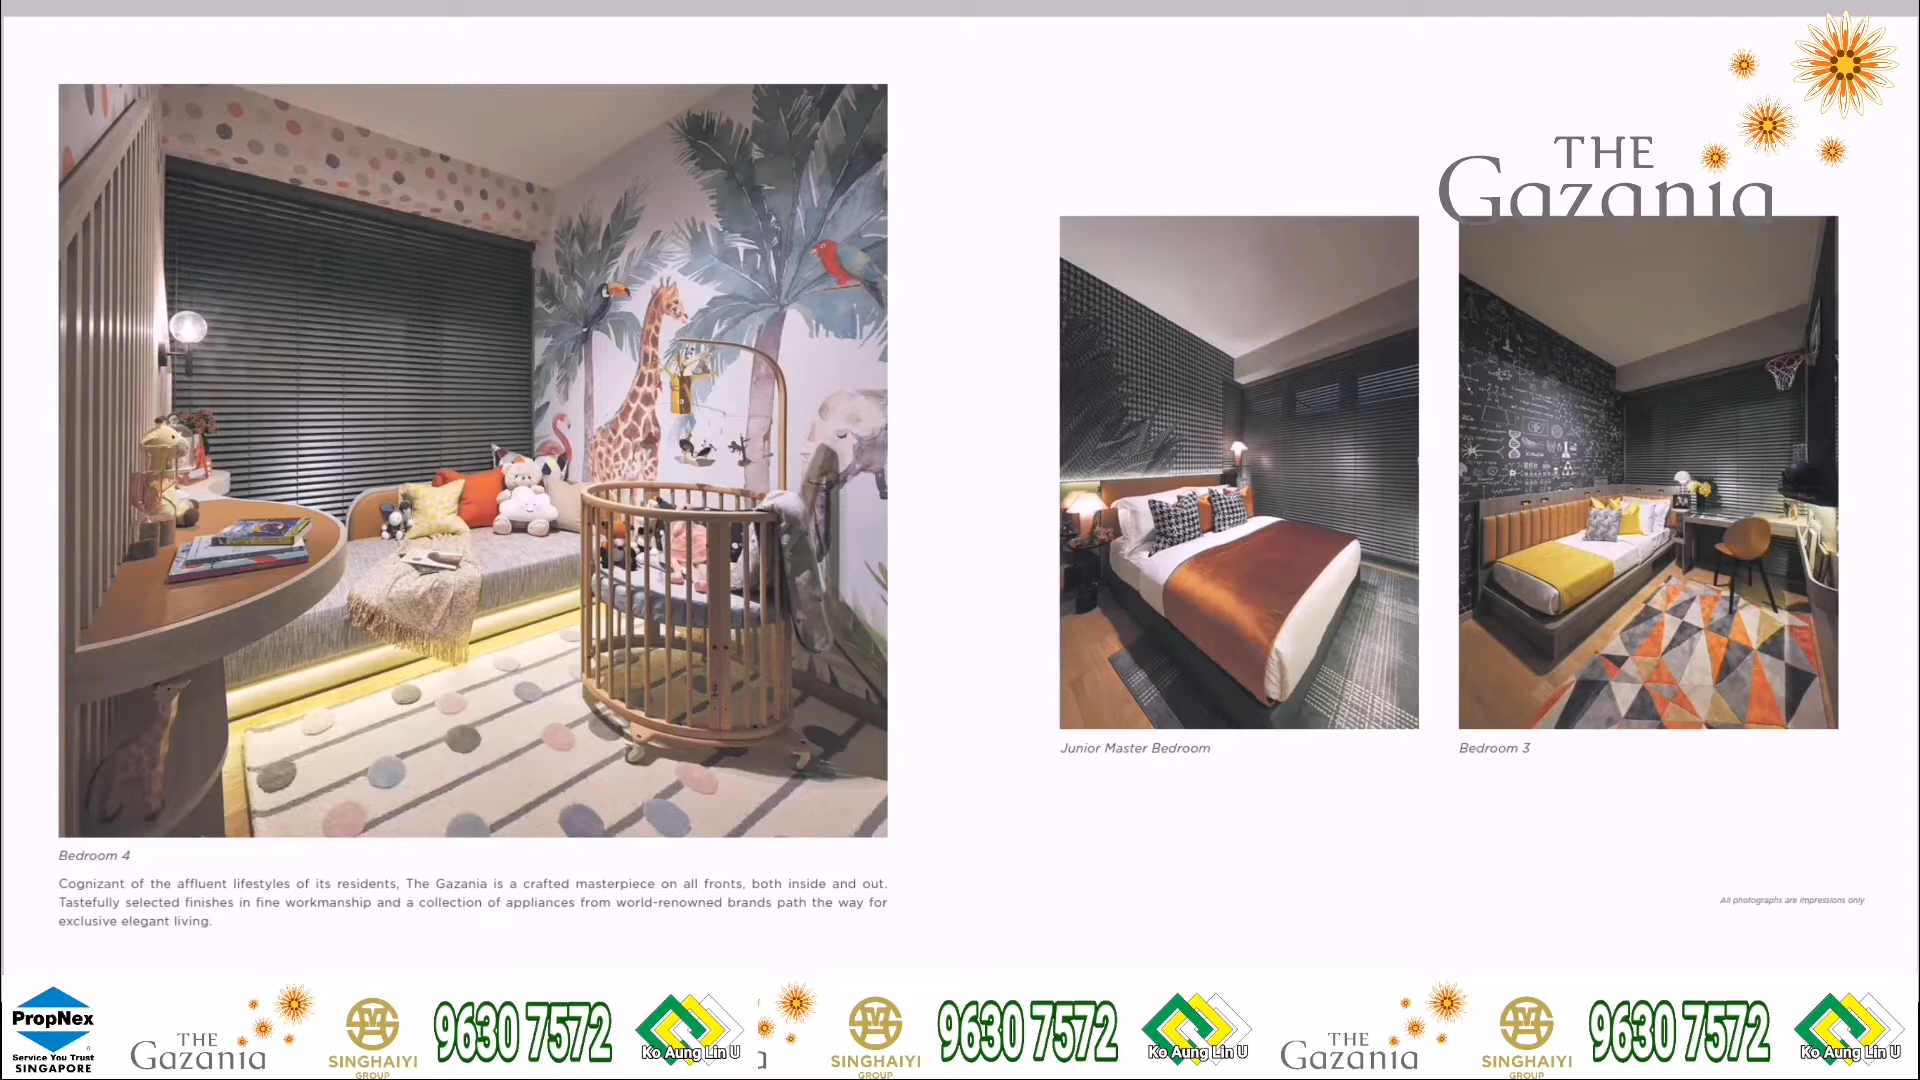 THE
Gazania
Junior Master Bedroom
Bedroom 3
Bedroom 4
Cognizant of the affluent lifestyles of its residents, The Gazania is a crafted masterpiece on all fronts, both inside and out.
Tastefully selected finishes in fine workmanship and a collection of appliances from world-renowned brands path the way for
exclusive elegant living.
All photographs are impressions only
PropNex
Service You Trust
SINGAPORE
THE
Gazania
SINGHAIYI
GROUP
9630 7572
Ko Aung Lin U
a
SINGHAIYI
GROUP
9630 7572
Ko Aung Lin U
THE
Gazania
SINGHAIYI
GROUP
9630 7572
Ko Aung Lin U